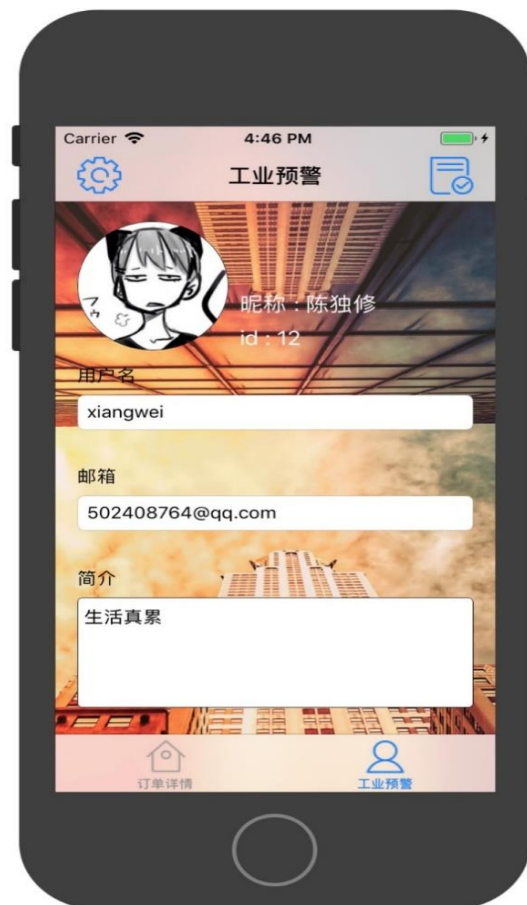 Carrier 4:46 PM
工业预警
昵称：陈独修
id : 12
用户名
xiangwei
邮箱
502408764@qq.com
简介
生活真累
订单详情 工业预警